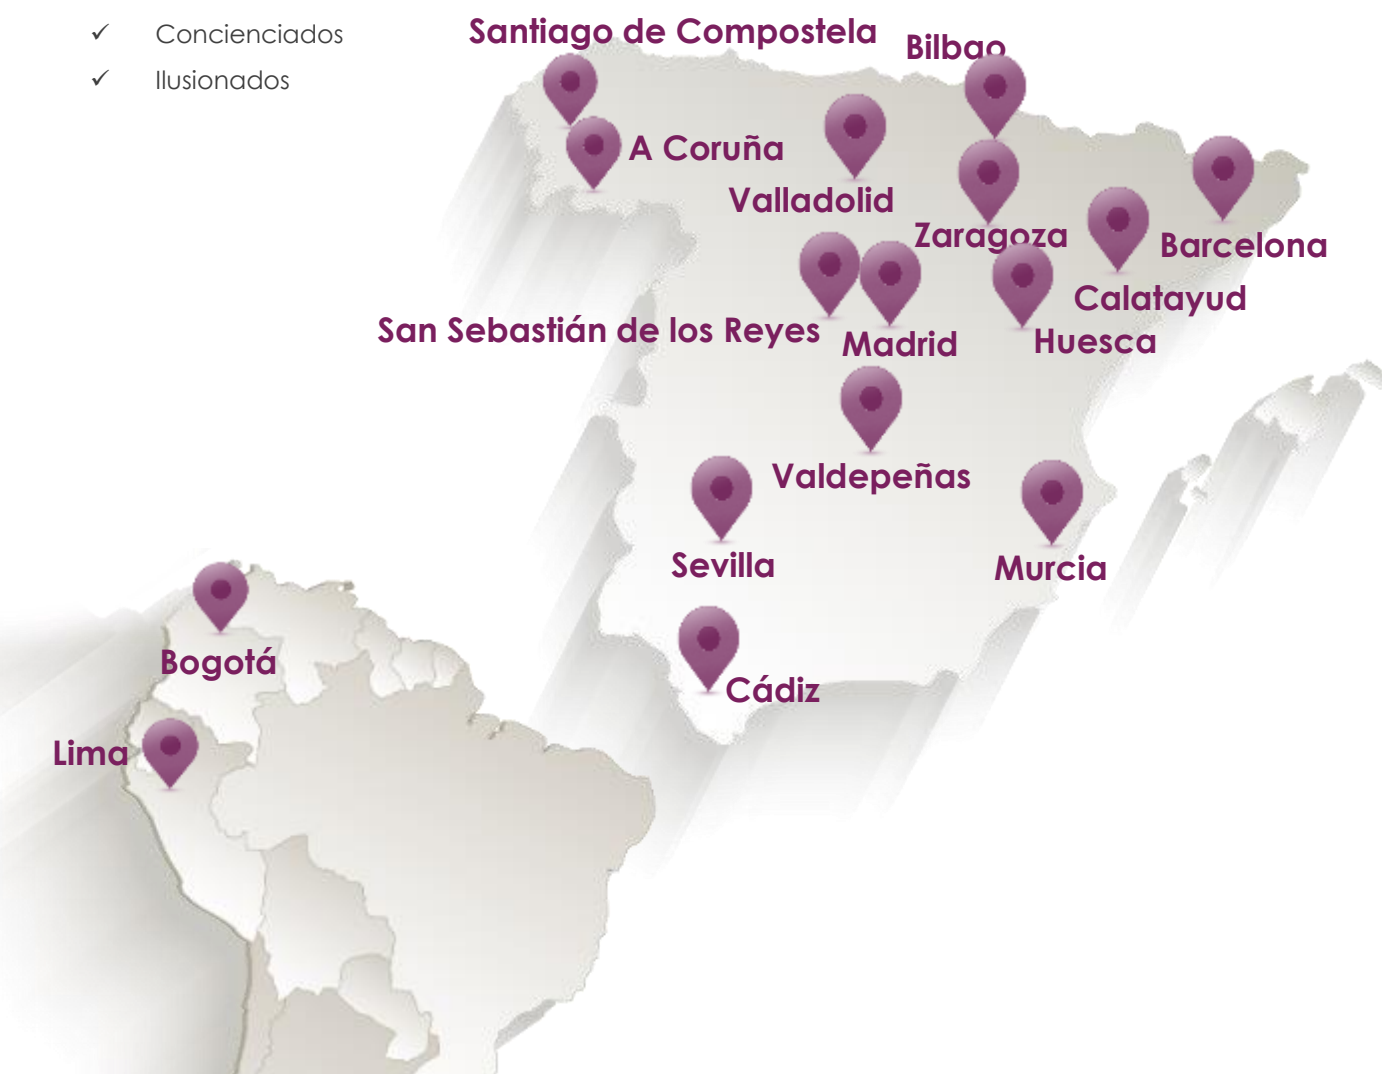 ✓ Concienciados
✓ Ilusionados
Santiago de Compostela
Bilbao
A Coruña
Valladolid
Zaragoza
Barcelona
Calatayud
San Sebastián de los Reyes
Madrid
Huesca
Valdepeñas
Sevilla
Murcia
Bogotá
Cádiz
Lima